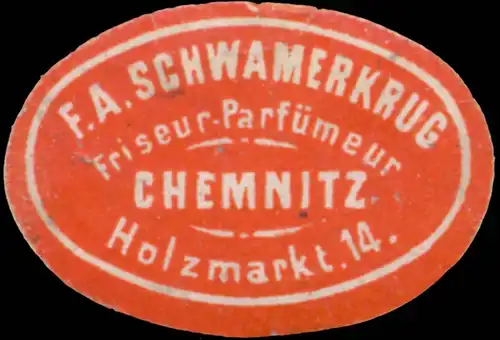 F.A. SCHWAMERKRUG
Friseur-Parfümeur
CHEMNITZ.
Holzmarkt. 14.